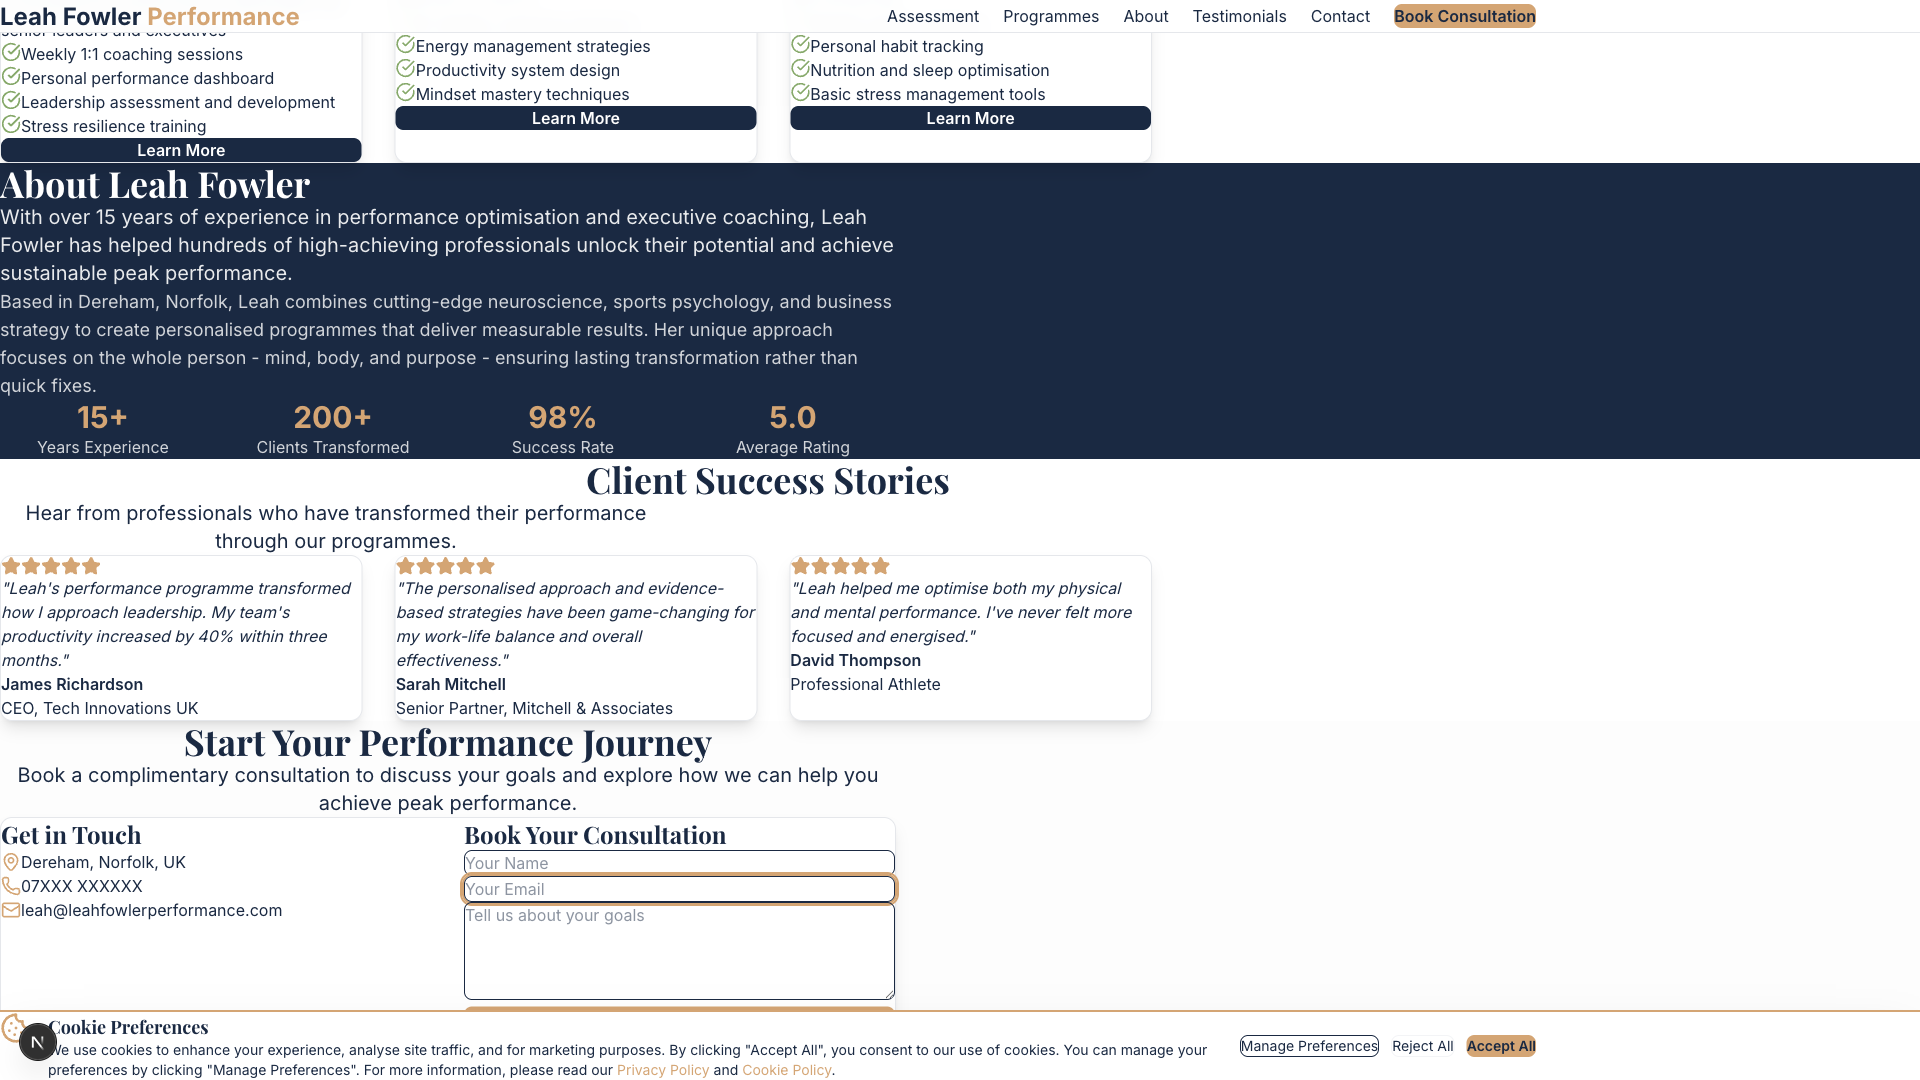 Leah Fowler Performance
Assessment
Programmes
About
Testimonials
Contact
Book Consultation
senior leaders and executives
Weekly 1:1 coaching sessions
Personal performance dashboard
Leadership assessment and development
Stress resilience training
Learn More
Energy management strategies
Productivity system design
Mindset mastery techniques
Learn More
Personal habit tracking
Nutrition and sleep optimisation
Basic stress management tools
Learn More
About Leah Fowler
With over 15 years of experience in performance optimisation and executive coaching, Leah
Fowler has helped hundreds of high-achieving professionals unlock their potential and achieve
sustainable peak performance.
Based in Dereham, Norfolk, Leah combines cutting-edge neuroscience, sports psychology, and business
strategy to create personalised programmes that deliver measurable results. Her unique approach
focuses on the whole person - mind, body, and purpose - ensuring lasting transformation rather than
quick fixes.
15+
Years Experience
200+
Clients Transformed
98%
Success Rate
5.0
Average Rating
Client Success Stories
Hear from professionals who have transformed their performance
through our programmes.
"Leah's performance programme transformed
how I approach leadership. My team's
productivity increased by 40% within three
months."
James Richardson
CEO, Tech Innovations UK
"The personalised approach and evidence-
based strategies have been game-changing for
my work-life balance and overall
effectiveness."
Sarah Mitchell
Senior Partner, Mitchell & Associates
"Leah helped me optimise both my physical
and mental performance. I've never felt more
focused and energised."
David Thompson
Professional Athlete
Start Your Performance Journey
Book a complimentary consultation to discuss your goals and explore how we can help you
achieve peak performance.
Get in Touch
Dereham, Norfolk, UK
07XXX XXXXXX
leah@leahfowlerperformance.com
Book Your Consultation
Your Name
Your Email
Tell us about your goals
N
Cookie Preferences
We use cookies to enhance your experience, analyse site traffic, and for marketing purposes. By clicking "Accept All", you consent to our use of cookies. You can manage your
preferences by clicking "Manage Preferences". For more information, please read our Privacy Policy and Cookie Policy.
Manage Preferences
Reject All
Accept All